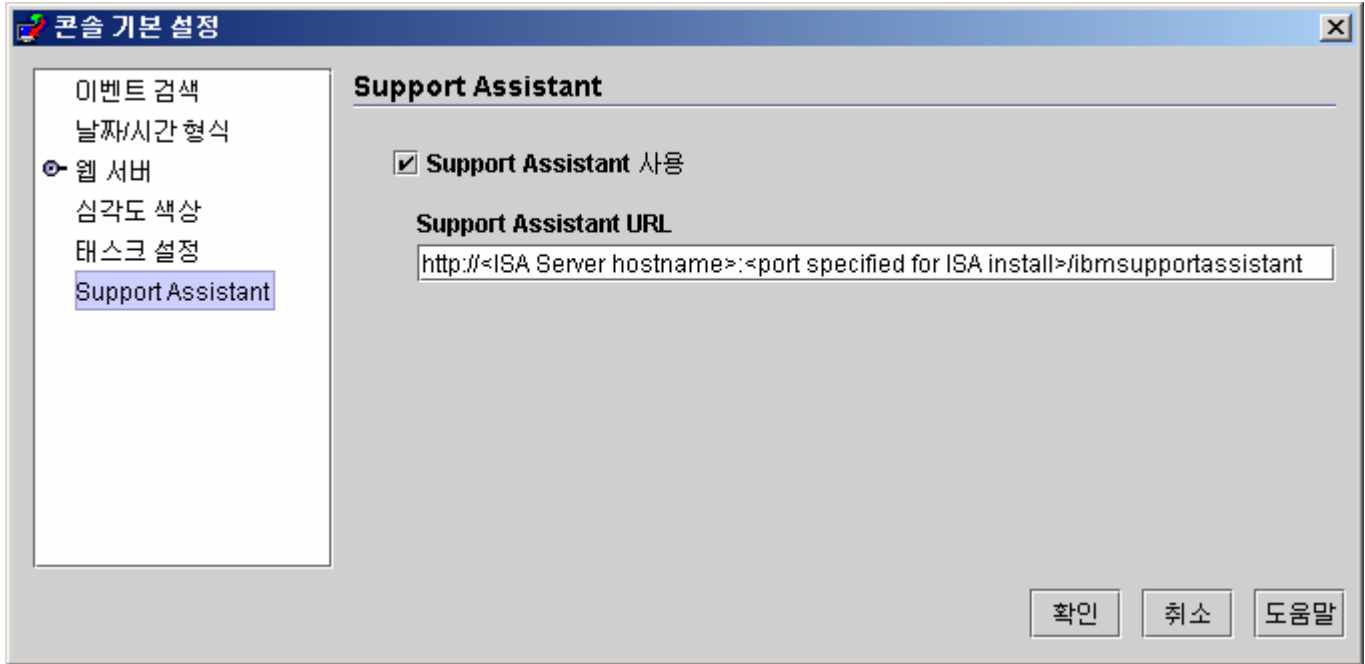 콘솔 기본 설정
이벤트 검색
날짜/시간 형식
웹 서버
심각도 색상
태스크 설정
Support Assistant
Support Assistant
Support Assistant 사용
Support Assistant URL
http://<ISA Server hostname>:<port specified for ISA install>/ibmsupportassistant
확인 취소 도움말